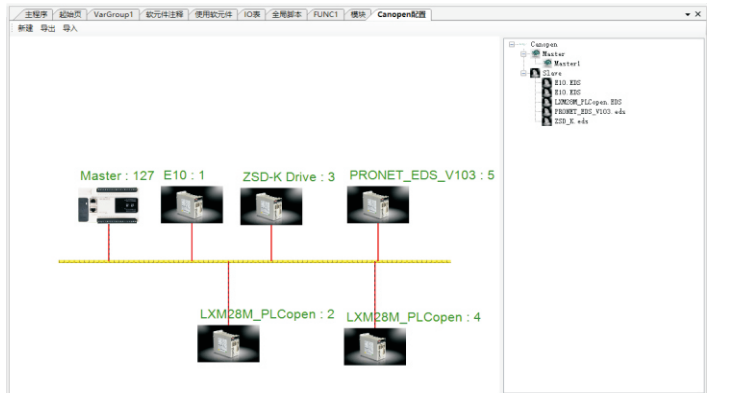 主程序 起始页 VarGroup1 软元件注释 使用软元件 IO表 全局脚本 FUNC1 模块 Canopen配置
新建 导出 导入
Canopen
Master
Master1
Slave
E10.EDS
E10.EDS
LXM28M_PLCopen.EDS
PRONET_EDS_V103.eds
ZSD_K.eds
Master : 127 E10 : 1 ZSD-K Drive : 3 PRONET_EDS_V103 : 5
LXM28M_PLCopen : 2 LXM28M_PLCopen : 4